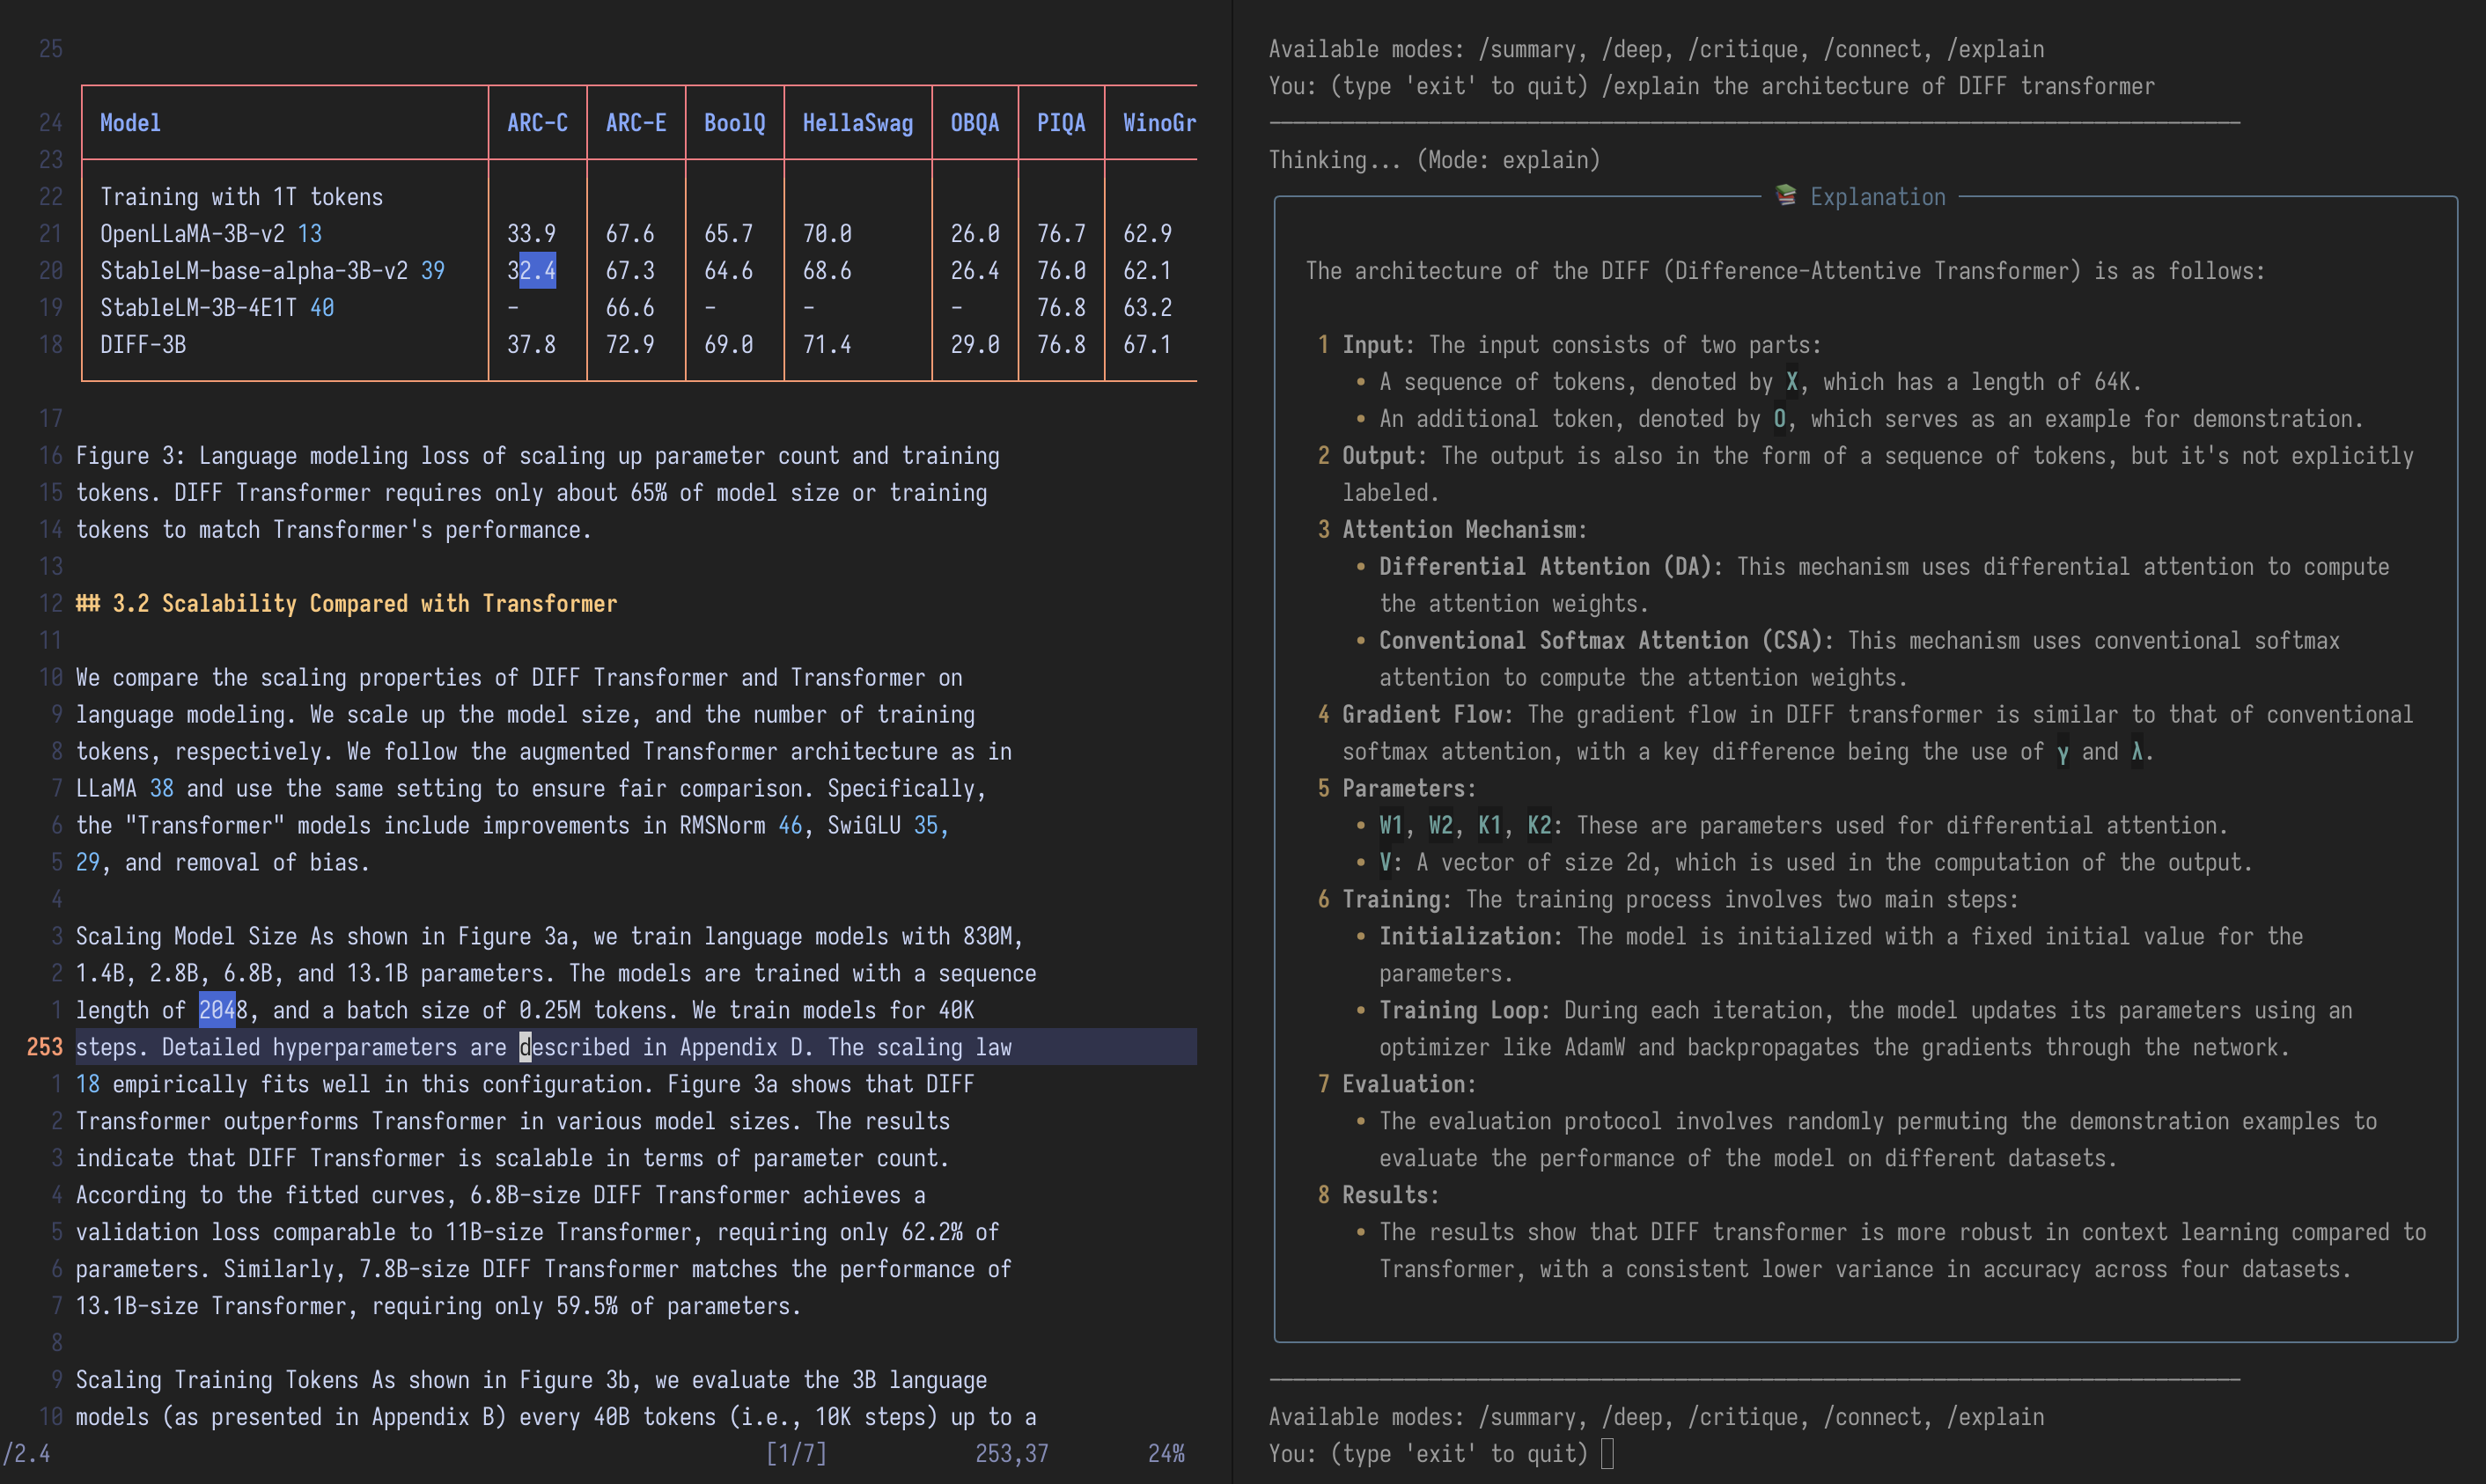 25
24 Model ARC-C ARC-E BoolQ HellaSwag OBQA PIQA WinoGr
23
22 Training with 1T tokens
21 OpenLLaMA-3B-v2 13 33.9 67.6 65.7 70.0 26.0 76.7 62.9
20 StableLM-base-alpha-3B-v2 39 32.4 67.3 64.6 68.6 26.4 76.0 62.1
19 StableLM-3B-4E1T 40 - 66.6 - - - 76.8 63.2
18 DIFF-3B 37.8 72.9 69.0 71.4 29.0 76.8 67.1
17
16 Figure 3: Language modeling loss of scaling up parameter count and training
15 tokens. DIFF Transformer requires only about 65% of model size or training
14 tokens to match Transformer's performance.
13
12 ## 3.2 Scalability Compared with Transformer
11
10 We compare the scaling properties of DIFF Transformer and Transformer on
9 language modeling. We scale up the model size, and the number of training
8 tokens, respectively. We follow the augmented Transformer architecture as in
7 LLaMA 38 and use the same setting to ensure fair comparison. Specifically,
6 the "Transformer" models include improvements in RMSNorm 46, SwiGLU 35,
5 29, and removal of bias.
4
3 Scaling Model Size As shown in Figure 3a, we train language models with 830M,
2 1.4B, 2.8B, 6.8B, and 13.1B parameters. The models are trained with a sequence
1 length of 2048, and a batch size of 0.25M tokens. We train models for 40K
253 steps. Detailed hyperparameters are described in Appendix D. The scaling law
1 18 empirically fits well in this configuration. Figure 3a shows that DIFF
2 Transformer outperforms Transformer in various model sizes. The results
3 indicate that DIFF Transformer is scalable in terms of parameter count.
4 According to the fitted curves, 6.8B-size DIFF Transformer achieves a
5 validation loss comparable to 11B-size Transformer, requiring only 62.2% of
6 parameters. Similarly, 7.8B-size DIFF Transformer matches the performance of
7 13.1B-size Transformer, requiring only 59.5% of parameters.
8
9 Scaling Training Tokens As shown in Figure 3b, we evaluate the 3B language
10 models (as presented in Appendix B) every 40B tokens (i.e., 10K steps) up to a
/2.4 [1/7] 253,37 24%
Available modes: /summary, /deep, /critique, /connect, /explain
You: (type 'exit' to quit) /explain the architecture of DIFF transformer
Thinking... (Mode: explain)
📚 Explanation
The architecture of the DIFF (Difference-Attentive Transformer) is as follows:
1 Input: The input consists of two parts:
• A sequence of tokens, denoted by X, which has a length of 64K.
• An additional token, denoted by O, which serves as an example for demonstration.
2 Output: The output is also in the form of a sequence of tokens, but it's not explicitly
labeled.
3 Attention Mechanism:
• Differential Attention (DA): This mechanism uses differential attention to compute
the attention weights.
• Conventional Softmax Attention (CSA): This mechanism uses conventional softmax
attention to compute the attention weights.
4 Gradient Flow: The gradient flow in DIFF transformer is similar to that of conventional
softmax attention, with a key difference being the use of γ and λ.
5 Parameters:
• W1, W2, K1, K2: These are parameters used for differential attention.
• V: A vector of size 2d, which is used in the computation of the output.
6 Training: The training process involves two main steps:
• Initialization: The model is initialized with a fixed initial value for the
parameters.
• Training Loop: During each iteration, the model updates its parameters using an
optimizer like AdamW and backpropagates the gradients through the network.
7 Evaluation:
• The evaluation protocol involves randomly permuting the demonstration examples to
evaluate the performance of the model on different datasets.
8 Results:
• The results show that DIFF transformer is more robust in context learning compared to
Transformer, with a consistent lower variance in accuracy across four datasets.
Available modes: /summary, /deep, /critique, /connect, /explain
You: (type 'exit' to quit)